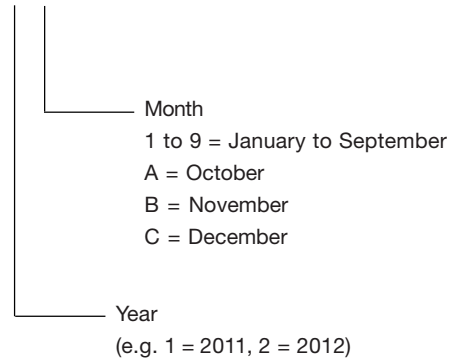 Month
1 to 9 = January to September
A = October
B = November
C = December
Year
(e.g. 1 = 2011, 2 = 2012)